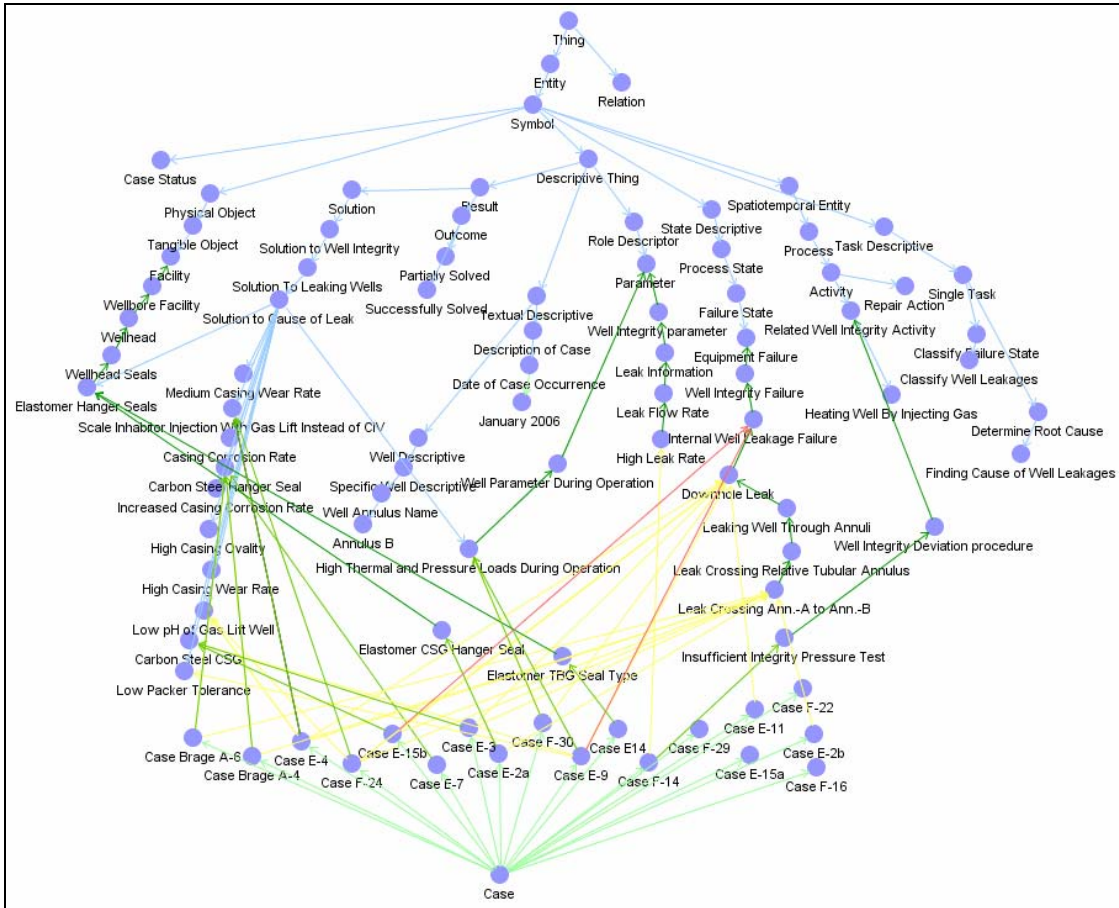 Thing
Entity
Relation
Symbol
Case Status
Descriptive Thing
Physical Object
Solution
Result
Spatiotemporal Entity
Role Descriptor
State Descriptive
Outcome
Process
Task Descriptive
Tangible Object
Solution to Well Integrity
Partially Solved
Parameter
Process State
Facility
Solution To Leaking Wells
Activity
Repair Action
Single Task
Wellbore Facility
Solution to Cause of Leak
Successfully Solved
Textual Descriptive
Well Integrity parameter
Failure State
Related Well Integrity Activity
Wellhead
Description of Case
Leak Information
Equipment Failure
Classify Failure State
Wellhead Seals
Medium Casing Wear Rate
Date of Case Occurrence
Well Integrity Failure
Classify Well Leakages
Elastomer Hanger Seals
January 2006
Leak Flow Rate
Heating Well By Injecting Gas
Scale Inhabitor Injection With Gas Lift Instead of CIV
Internal Well Leakage Failure
Determine Root Cause
Casing Corrosion Rate
Well Descriptive
High Leak Rate
Finding Cause of Well Leakages
Carbon Steel Hanger Seal
Specific Well Descriptive
Well Parameter During Operation
Downhole Leak
Increased Casing Corrosion Rate
Well Annulus Name
Leaking Well Through Annuli
High Casing Ovality
Annulus B
Well Integrity Deviation procedure
High Thermal and Pressure Loads During Operation
Leak Crossing Relative Tubular Annulus
High Casing Wear Rate
Leak Crossing Ann.-A to Ann.-B
Low pH of Gas Lift Well
Elastomer CSG Hanger Seal
Carbon Steel CSG
Insufficient Integrity Pressure Test
Elastomer TBG Seal Type
Low Packer Tolerance
Case F-22
Case E-11
Case F-30
Case E-3
Case E14
Case F-29
Case E-15b
Case E-2b
Case Brage A-6
Case E-4
Case Brage A-4
Case E-2a
Case E-9
Case E-15a
Case F-24
Case E-7
Case F-14
Case F-16
Case